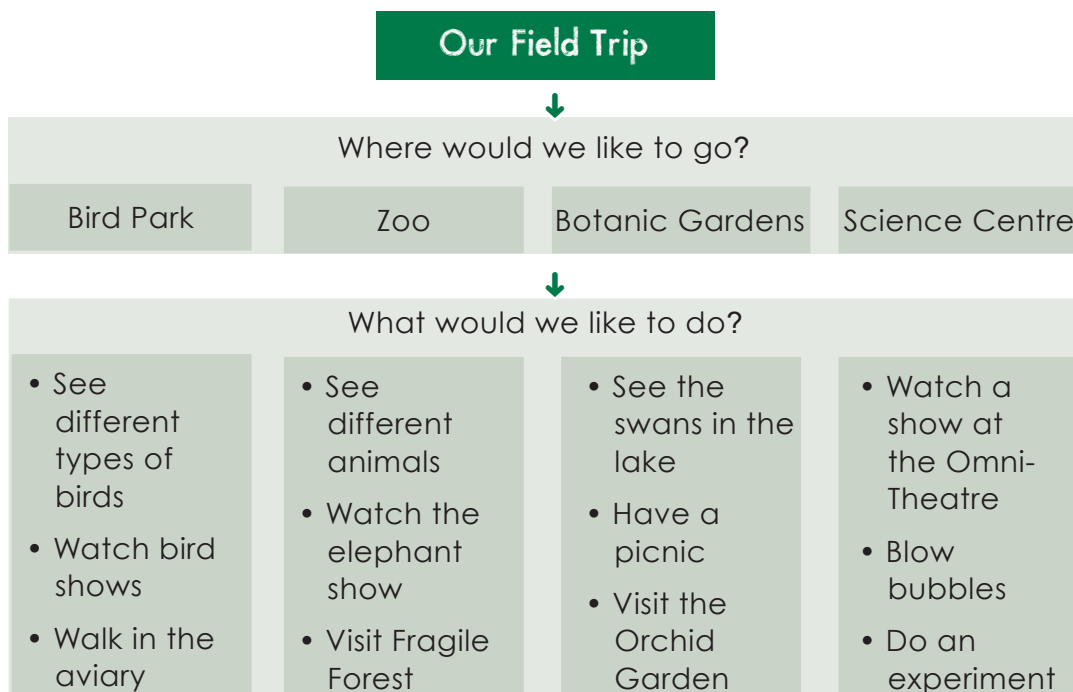 Our Field Trip
Where would we like to go?
Bird Park
Zoo
Botanic Gardens
Science Centre
What would we like to do?
• See
different
types of
birds
• Watch bird
shows
• Walk in the
aviary
• See
different
animals
• Watch the
elephant
show
• Visit Fragile
Forest
• See the
swans in the
lake
• Have a
picnic
• Visit the
Orchid
Garden
• Watch a
show at
the Omni-
Theatre
• Blow
bubbles
• Do an
experiment